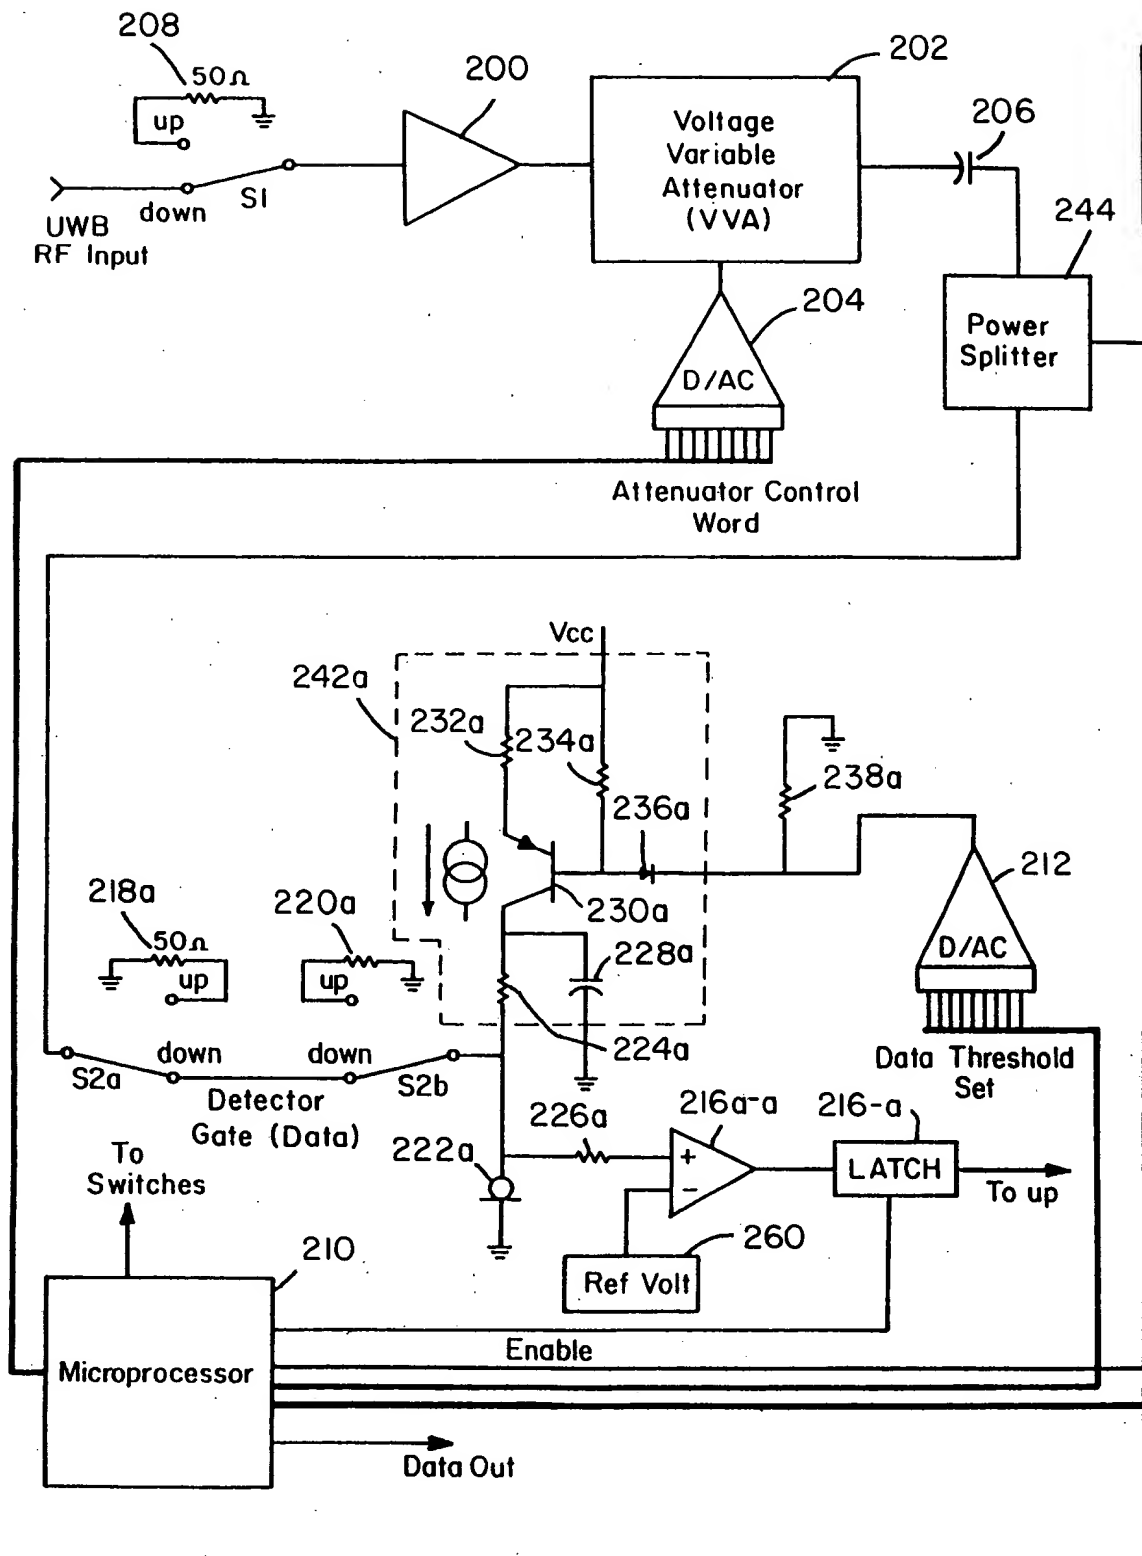 208
50Ω
up
UWB
RF Input
down
S1
200
202
Voltage
Variable
Attenuator
(VVA)
206
244
Power
Splitter
204
D/AC
Attenuator Control
Word
Vcc
242a
232a
234a
236a
238a
230a
228a
224a
212
D/AC
Data Threshold
Set
218a
50Ω
up
220a
up
S2a
down
down
S2b
Detector
Gate (Data)
222a
226a
216a-a
+
-
216-a
LATCH
To up
260
Ref Volt
To
Switches
210
Microprocessor
Enable
Data Out